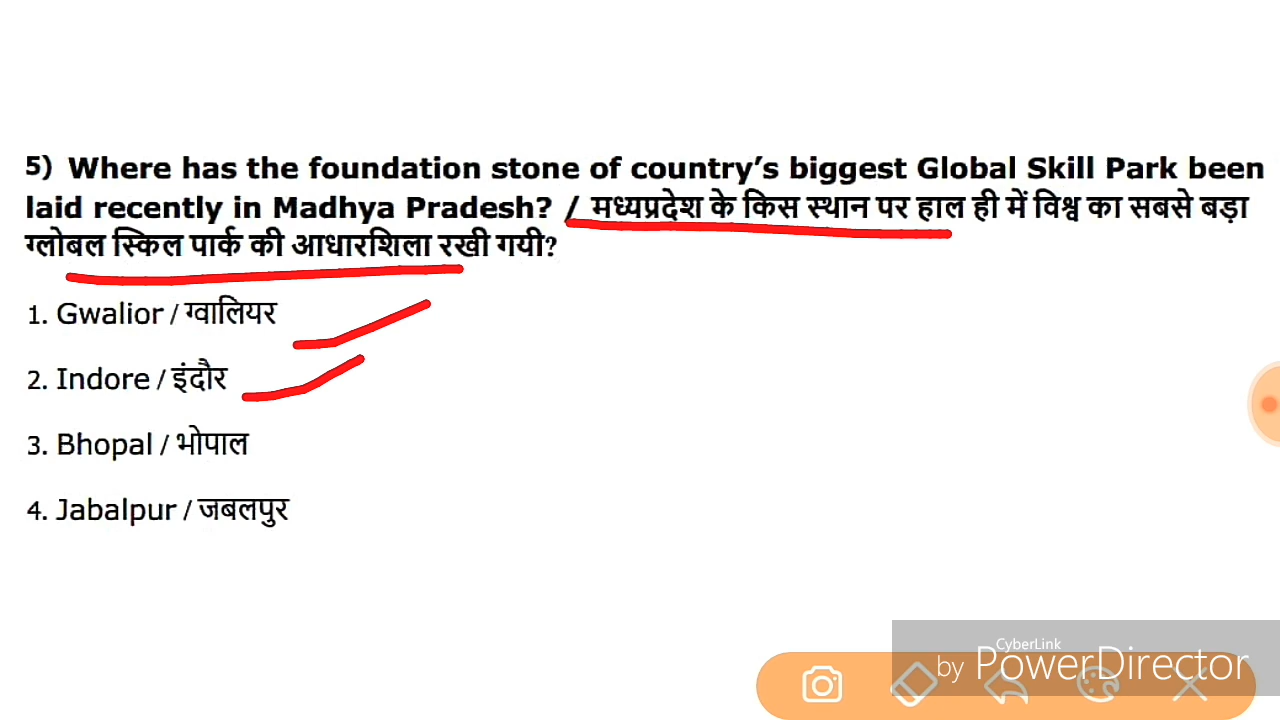 5) Where has the foundation stone of country’s biggest Global Skill Park been
laid recently in Madhya Pradesh? / मध्यप्रदेश के किस स्थान पर हाल ही में विश्व का सबसे बड़ा
ग्लोबल स्किल पार्क की आधारशिला रखी गयी?
1. Gwalior / ग्वालियर
2. Indore / इंदौर
3. Bhopal / भोपाल
4. Jabalpur / जबलपुर
CyberLink
by PowerDirector